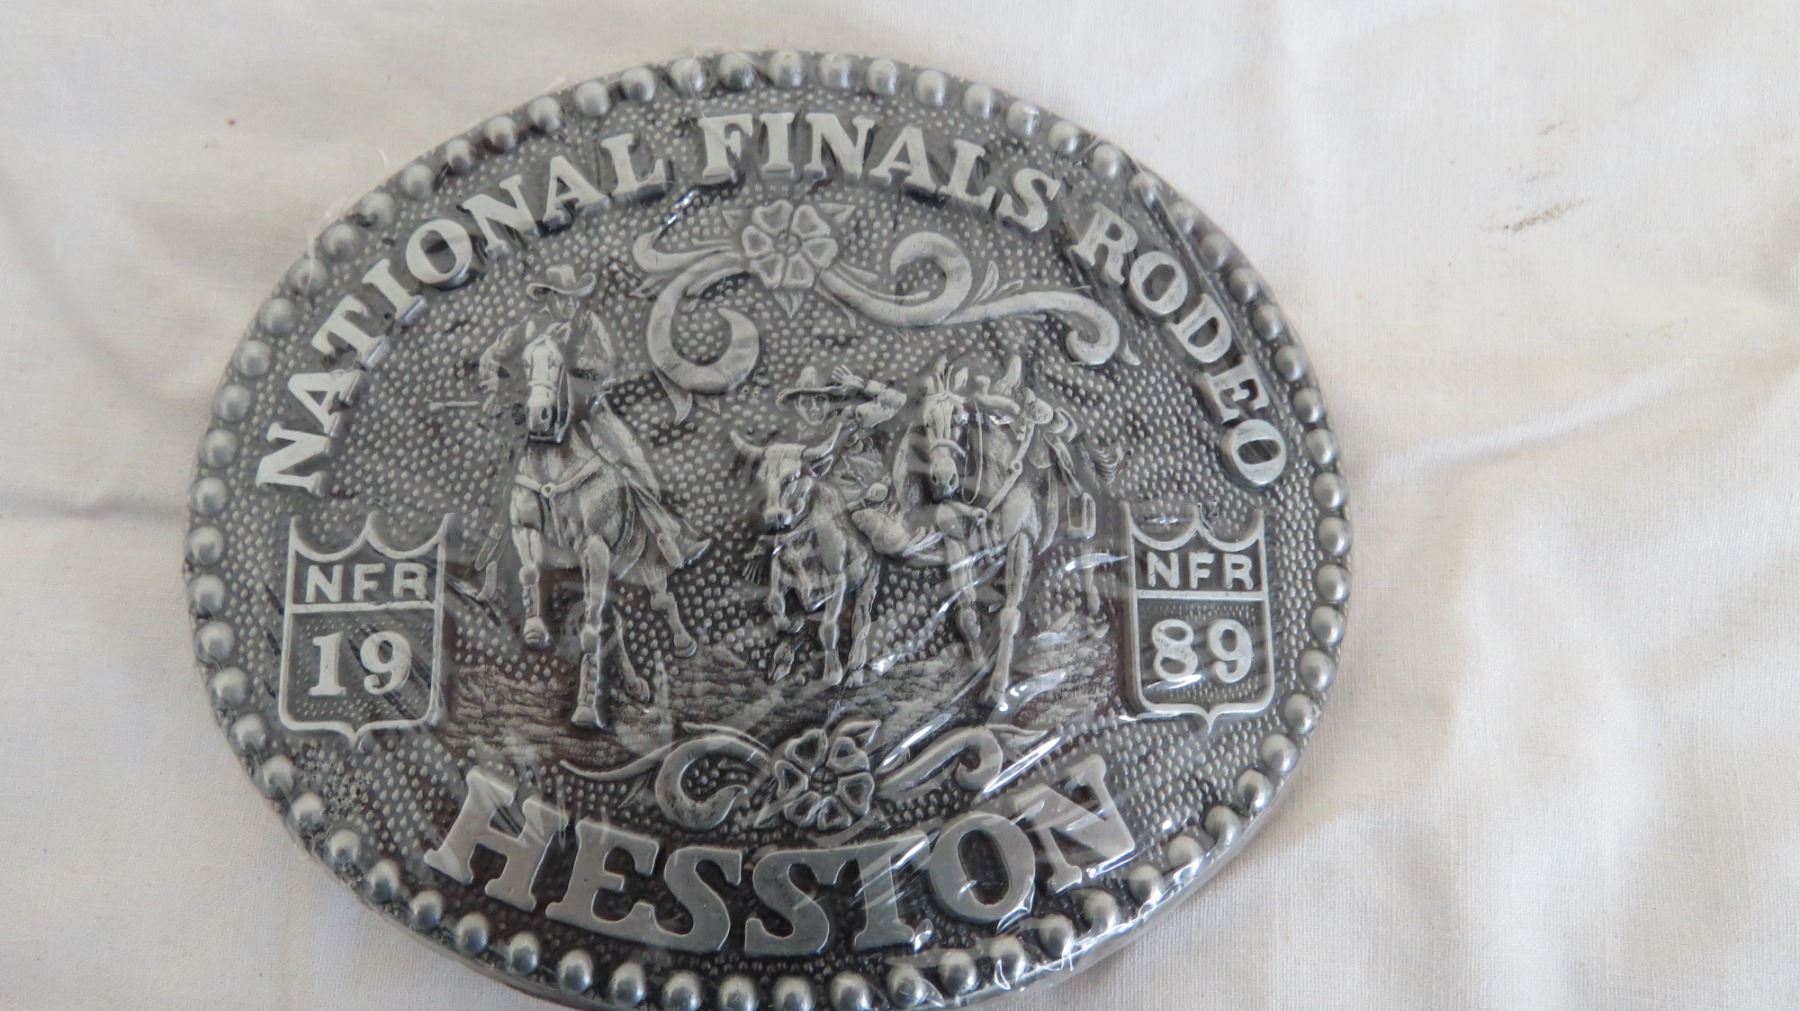 NATIONAL FINALS RODEO
NFR
19
NFR
89
HESSTON